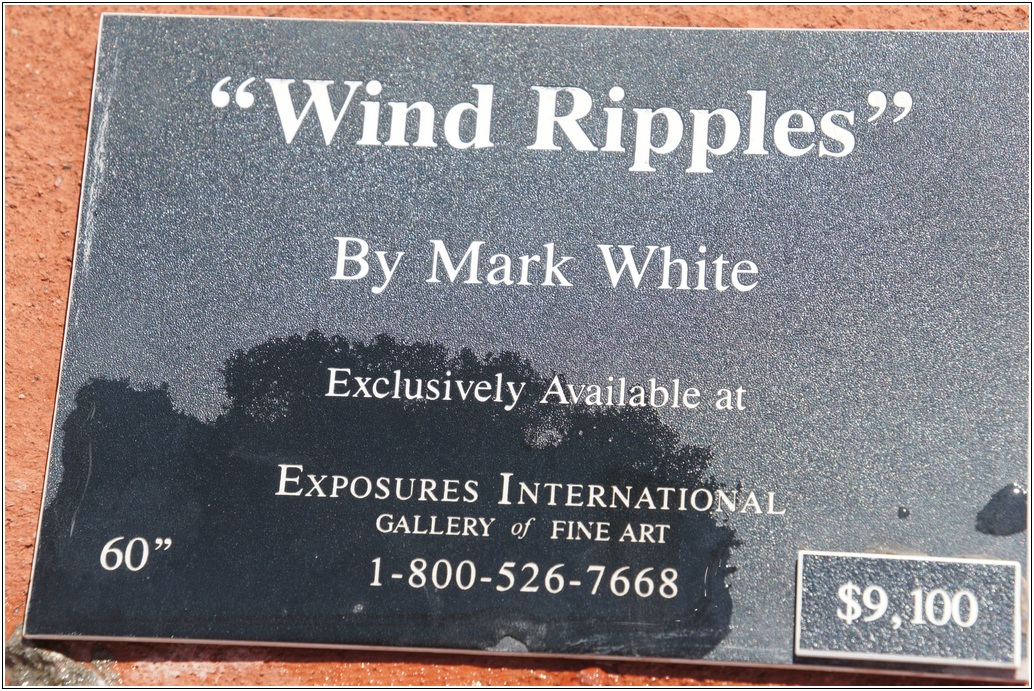 “Wind Ripples”
By Mark White
Exclusively Available at
EXPOSURES INTERNATIONAL
GALLERY of FINE ART
60”
1-800-526-7668
$9,100